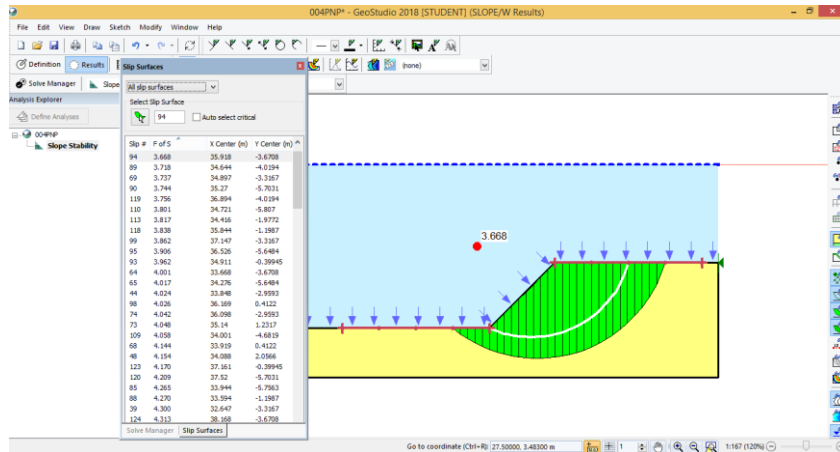 004PNP* - GeoStudio 2018 [STUDENT] (SLOPE/W Results)
File Edit View Draw Sketch Modify Window Help
Definition Results (none)
Solve Manager Slope
Analysis Explorer
Define Analyses
004PNP
Slope Stability
Slip Surfaces
All slip surfaces
Select Slip Surface
94 Auto select critical
Slip # F of S X Center (m) Y Center (m)
94 3.668 35.918 -3.6708
89 3.718 34.644 -4.0194
69 3.737 34.897 -3.3167
90 3.744 35.27 -5.7031
119 3.756 36.894 -4.0194
110 3.801 34.721 -5.807
113 3.817 34.416 -1.9772
118 3.838 35.844 -1.1987
99 3.862 37.147 -3.3167
95 3.906 36.526 -5.6484
93 3.962 34.911 -0.39945
64 4.001 33.668 -3.6708
65 4.017 34.276 -5.6484
44 4.024 33.848 -2.9593
98 4.026 36.169 0.4122
74 4.042 36.098 -2.9593
73 4.048 35.14 1.2317
109 4.058 34.001 -4.6819
68 4.144 33.919 0.4122
48 4.154 34.088 2.0566
123 4.170 37.161 -0.39945
120 4.209 37.52 -5.7031
85 4.265 33.944 -5.7563
88 4.270 33.594 -1.1987
39 4.300 32.647 -3.3167
124 4.313 38.168 -3.6708
Solve Manager Slip Surfaces
3.668
Go to coordinate (Ctrl+R): 27.50000, 3.48300 m 1 1:167 (120%)